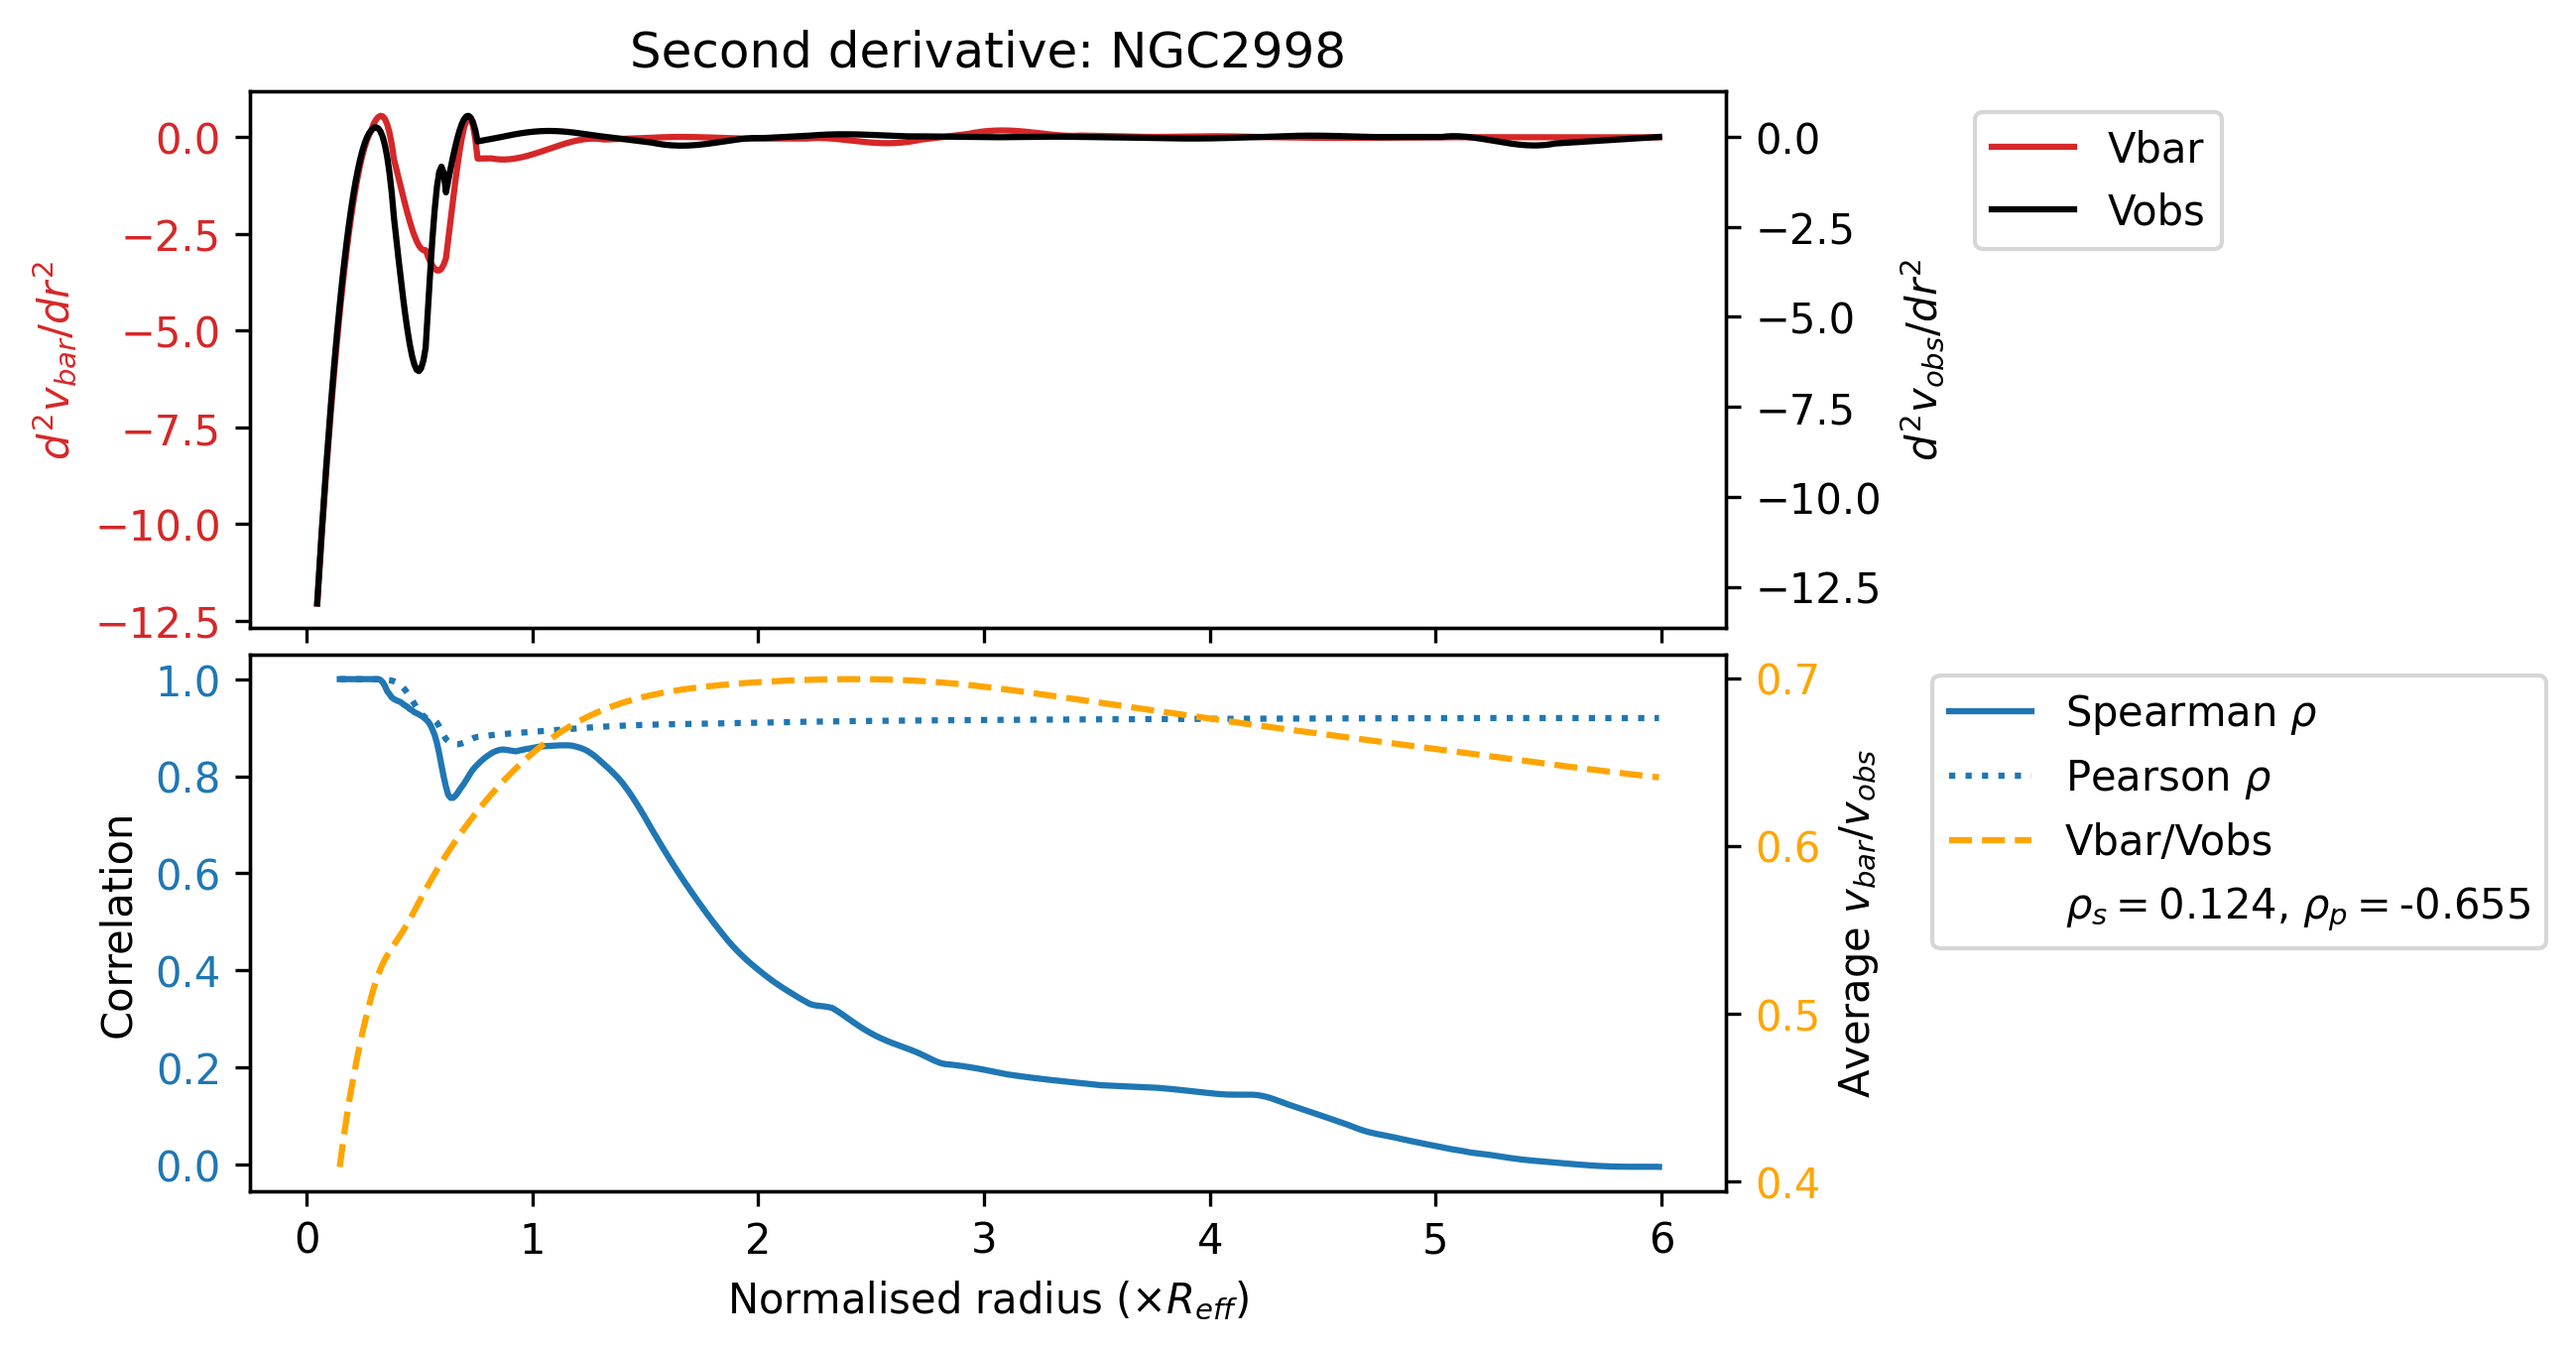 Second derivative: NGC2998
0.0
−2.5
−5.0
−7.5
−10.0
−12.5
d²v_bar/dr²
0.0
−2.5
−5.0
−7.5
−10.0
−12.5
d²v_obs/dr²
Vbar
Vobs
1.0
0.8
0.6
0.4
0.2
0.0
Correlation
0.7
0.6
0.5
0.4
Average v_bar/v_obs
Spearman ρ
Pearson ρ
Vbar/Vobs
ρ_s = 0.124, ρ_p = -0.655
0 1 2 3 4 5 6
Normalised radius (×R_eff)